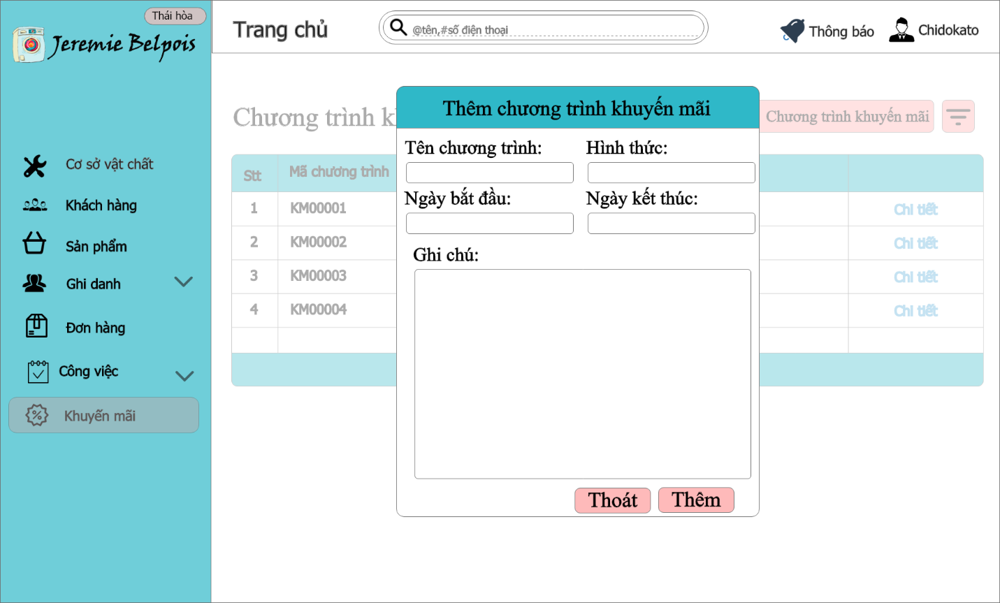 Thái hòa
Jeremie Belpois
Trang chủ
@tên,#số điện thoại
Thông báo
Chidokato
Cơ sở vật chất
Khách hàng
Sản phẩm
Ghi danh
Đơn hàng
Công việc
Khuyến mãi
Chương trình k
Chương trình khuyến mãi
Stt
Mã chương trình
1
KM00001
Chi tiết
2
KM00002
Chi tiết
3
KM00003
Chi tiết
4
KM00004
Chi tiết
Thêm chương trình khuyến mãi
Tên chương trình:
Hình thức:
Ngày bắt đầu:
Ngày kết thúc:
Ghi chú:
Thoát
Thêm